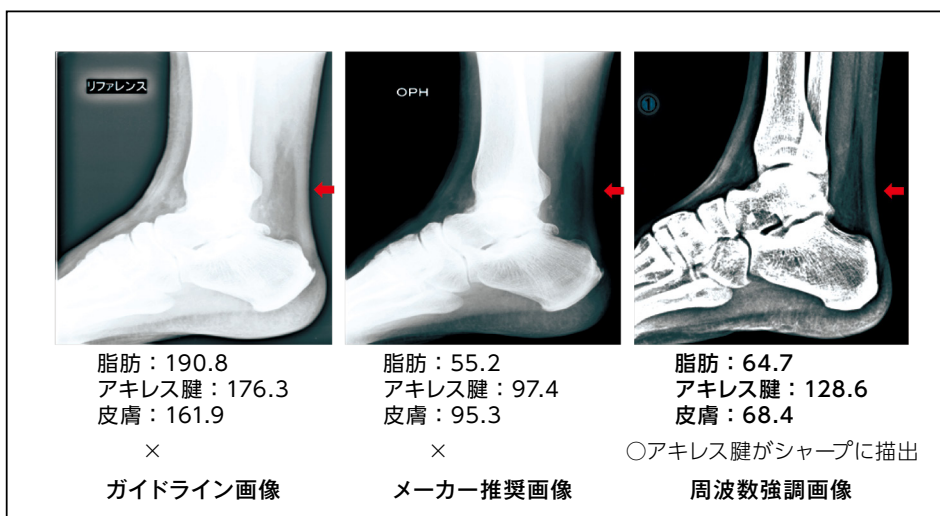 リファレンス
OPH
①
脂肪：190.8
アキレス腱：176.3
皮膚：161.9
×
ガイドライン画像
脂肪：55.2
アキレス腱：97.4
皮膚：95.3
×
メーカー推奨画像
脂肪：64.7
アキレス腱：128.6
皮膚：68.4
○アキレス腱がシャープに描出
周波数強調画像